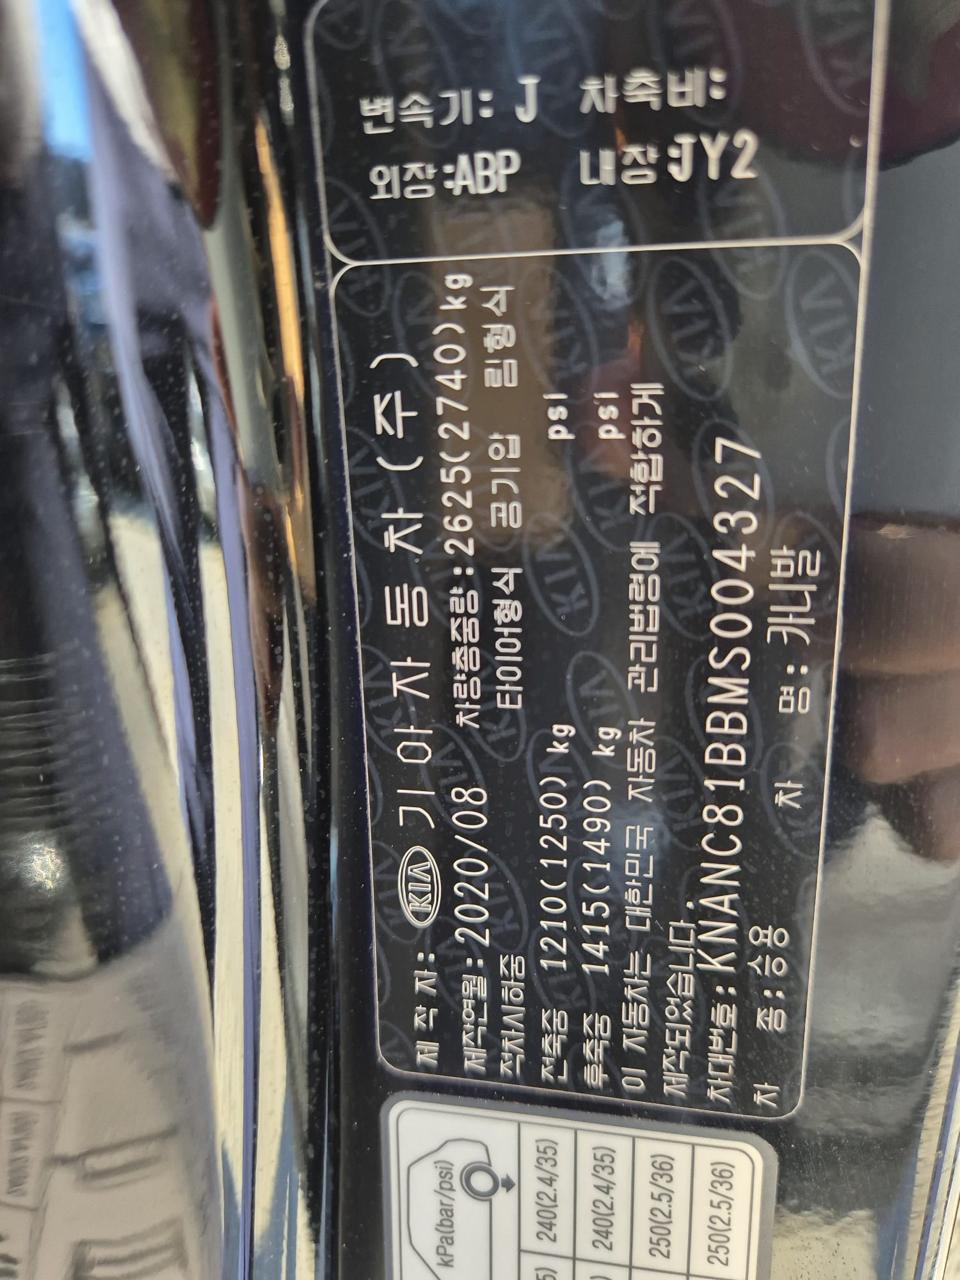 제 작 자: KIA 기아자동차(주)
제작연월:2020/08 차량총중량:2625(2740)kg
적차시하중 타이어형식 공기압 림형식
전축중 1210(1250)kg psi
후축중 1415(1490)kg psi
이 자동차는 대한민국 자동차 관리법령에 적합하게
제작되었습니다.
차대번호:KNANC81BBMS004327
차 종:승용 차 명:카니발
변속기: J 차축비:
외장:ABP 내장:JY2
kPa(bar/psi)
240(2.4/35)
240(2.4/35)
250(2.5/36)
250(2.5/36)